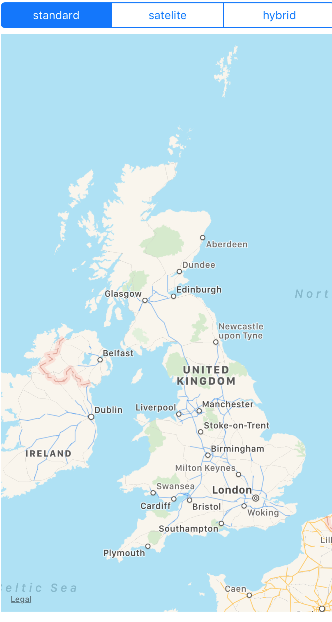 standard
satelite
hybrid
Aberdeen
Dundee
Glasgow
Edinburgh
Nort
Newcastle
upon Tyne
Belfast
UNITED
KINGDOM
Dublin
Liverpool
Manchester
Stoke-on-Trent
IRELAND
Birmingham
Milton Keynes
Swansea
London
Cardiff
Bristol
Woking
Southampton
Lill
Plymouth
Celtic Sea
Caen
Legal